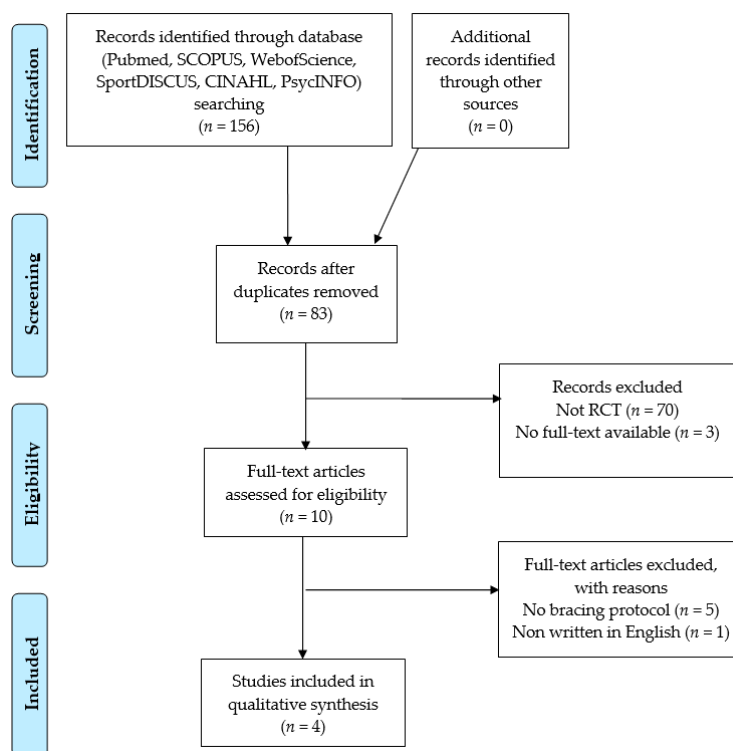 Identification
Records identified through database
(Pubmed, SCOPUS, WebofScience,
SportDISCUS, CINAHL, PsycINFO)
searching
(n = 156)
Additional
records identified
through other
sources
(n = 0)
Screening
Records after
duplicates removed
(n = 83)
Records excluded
Not RCT (n = 70)
No full-text available (n = 3)
Eligibility
Full-text articles
assessed for eligibility
(n = 10)
Full-text articles excluded,
with reasons
No bracing protocol (n = 5)
Non written in English (n = 1)
Included
Studies included in
qualitative synthesis
(n = 4)